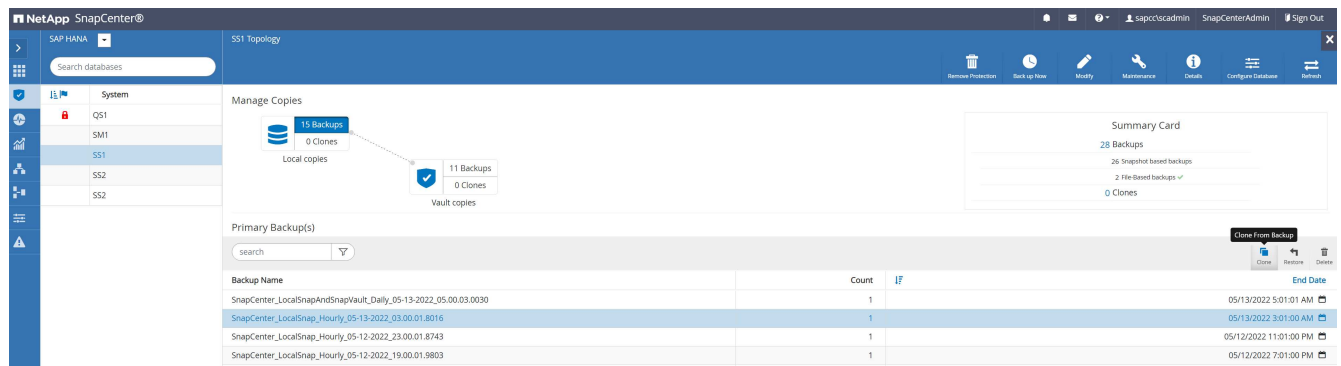 NetApp SnapCenter®
sapcc\scadmin SnapCenterAdmin Sign Out
SAP HANA
SS1 Topology
Search databases
Remove Protection Back up Now Modify Maintenance Details Configure Database Refresh
System
QS1
SM1
SS1
SS2
SS2
Manage Copies
15 Backups
0 Clones
Local copies
11 Backups
0 Clones
Vault copies
Summary Card
28 Backups
26 Snapshot based backups
2 File-Based backups
0 Clones
Primary Backup(s)
search
Clone From Backup
Clone Restore Delete
Backup Name Count End Date
SnapCenter_LocalSnapAndSnapVault_Daily_05-13-2022_05.00.03.0030 1 05/13/2022 5:01:01 AM
SnapCenter_LocalSnap_Hourly_05-13-2022_03.00.01.8016 1 05/13/2022 3:01:00 AM
SnapCenter_LocalSnap_Hourly_05-12-2022_23.00.01.8743 1 05/12/2022 11:01:00 PM
SnapCenter_LocalSnap_Hourly_05-12-2022_19.00.01.9803 1 05/12/2022 7:01:00 PM